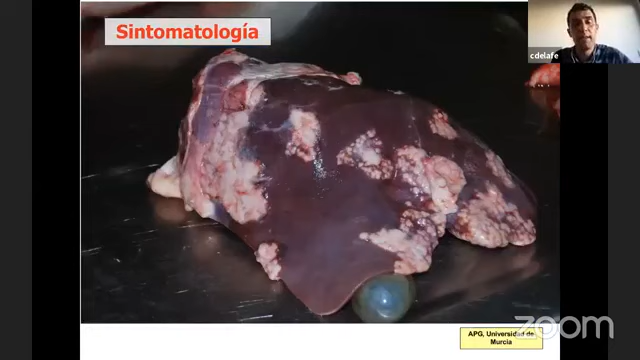 Sintomatología
cdelafe
APG, Universidad de
Murcia
zoom